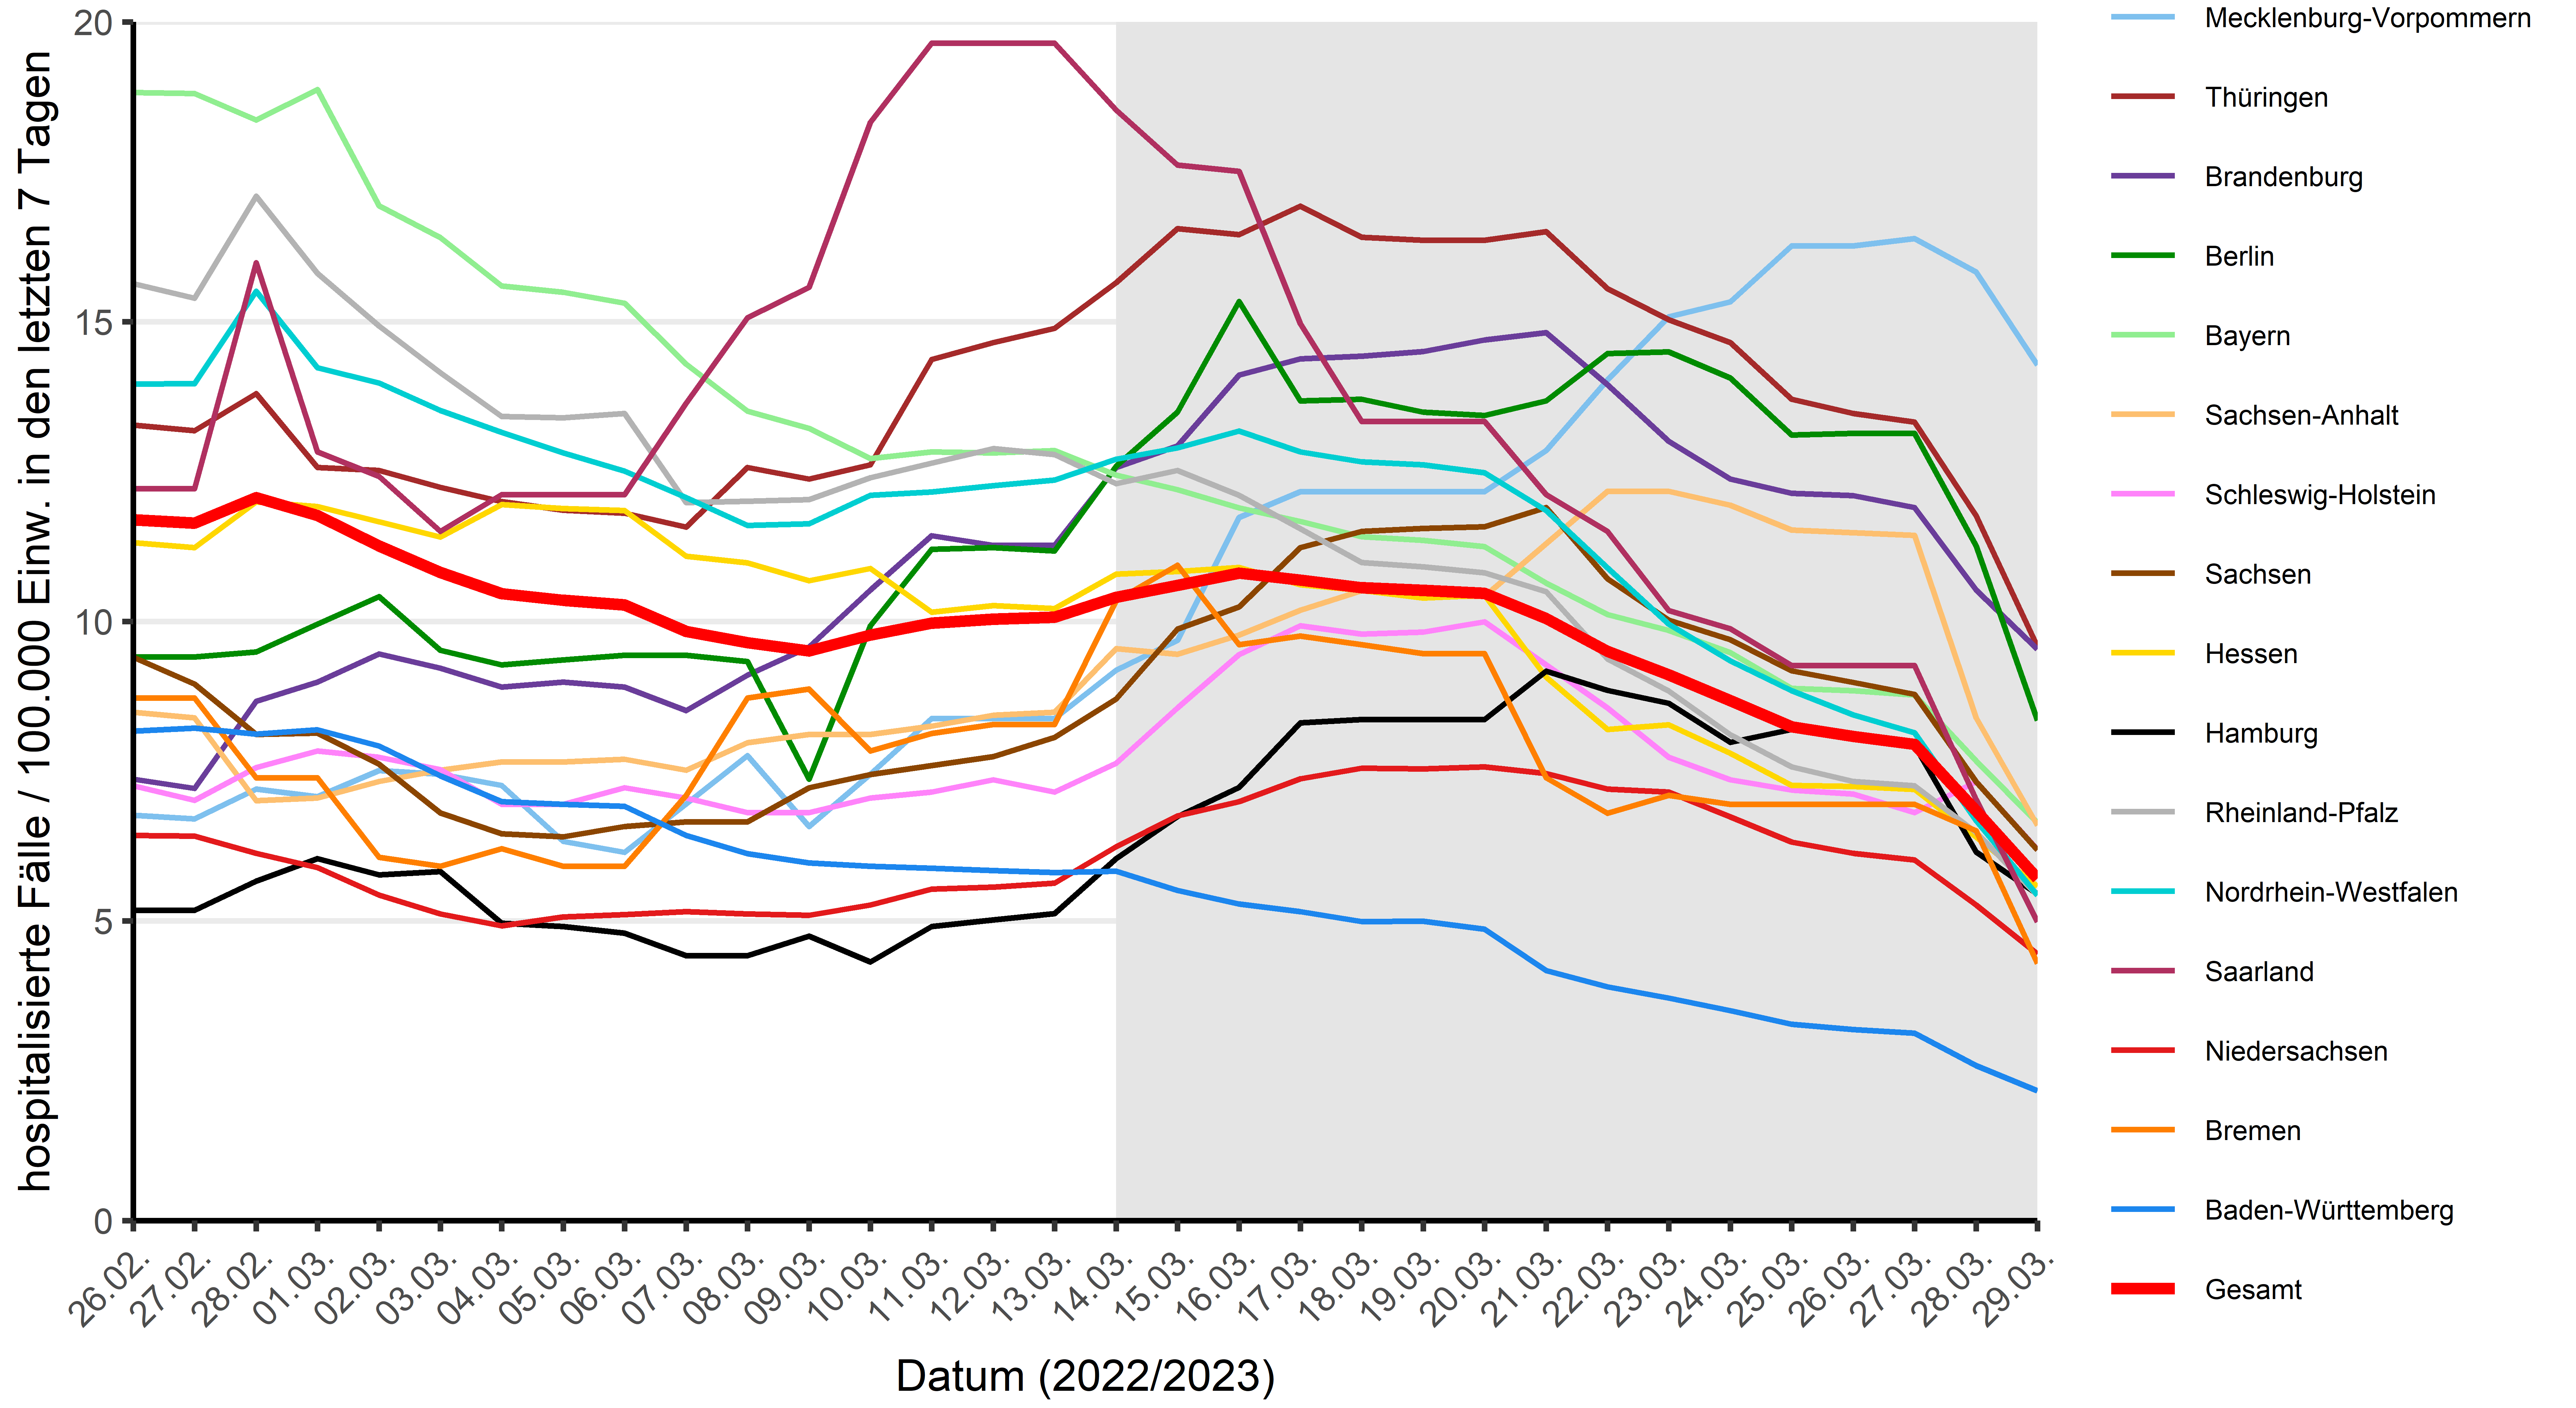 hospitalisierte Fälle / 100.000 Einw. in den letzten 7 Tagen
20
15
10
5
0
26.02.
27.02.
28.02.
01.03.
02.03.
03.03.
04.03.
05.03.
06.03.
07.03.
08.03.
09.03.
10.03.
11.03.
12.03.
13.03.
14.03.
15.03.
16.03.
17.03.
18.03.
19.03.
20.03.
21.03.
22.03.
23.03.
24.03.
25.03.
26.03.
27.03.
28.03.
29.03.
Datum (2022/2023)
Mecklenburg-Vorpommern
Thüringen
Brandenburg
Berlin
Bayern
Sachsen-Anhalt
Schleswig-Holstein
Sachsen
Hessen
Hamburg
Rheinland-Pfalz
Nordrhein-Westfalen
Saarland
Niedersachsen
Bremen
Baden-Württemberg
Gesamt